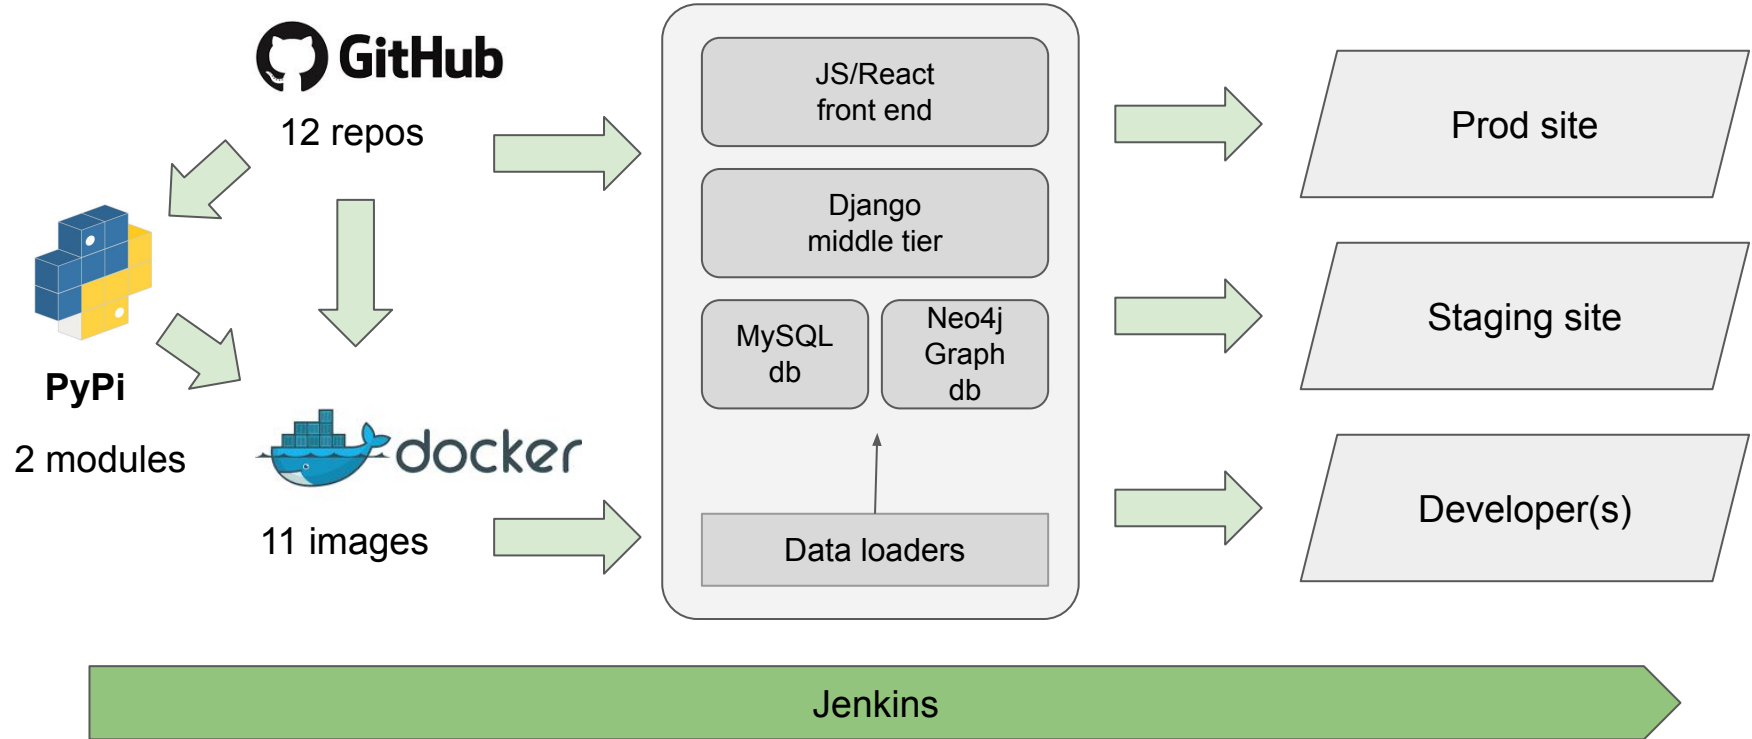 GitHub
12 repos
PyPi
2 modules
docker
11 images
JS/React
front end
Django
middle tier
MySQL
db
Neo4j
Graph
db
Data loaders
Prod site
Staging site
Developer(s)
Jenkins